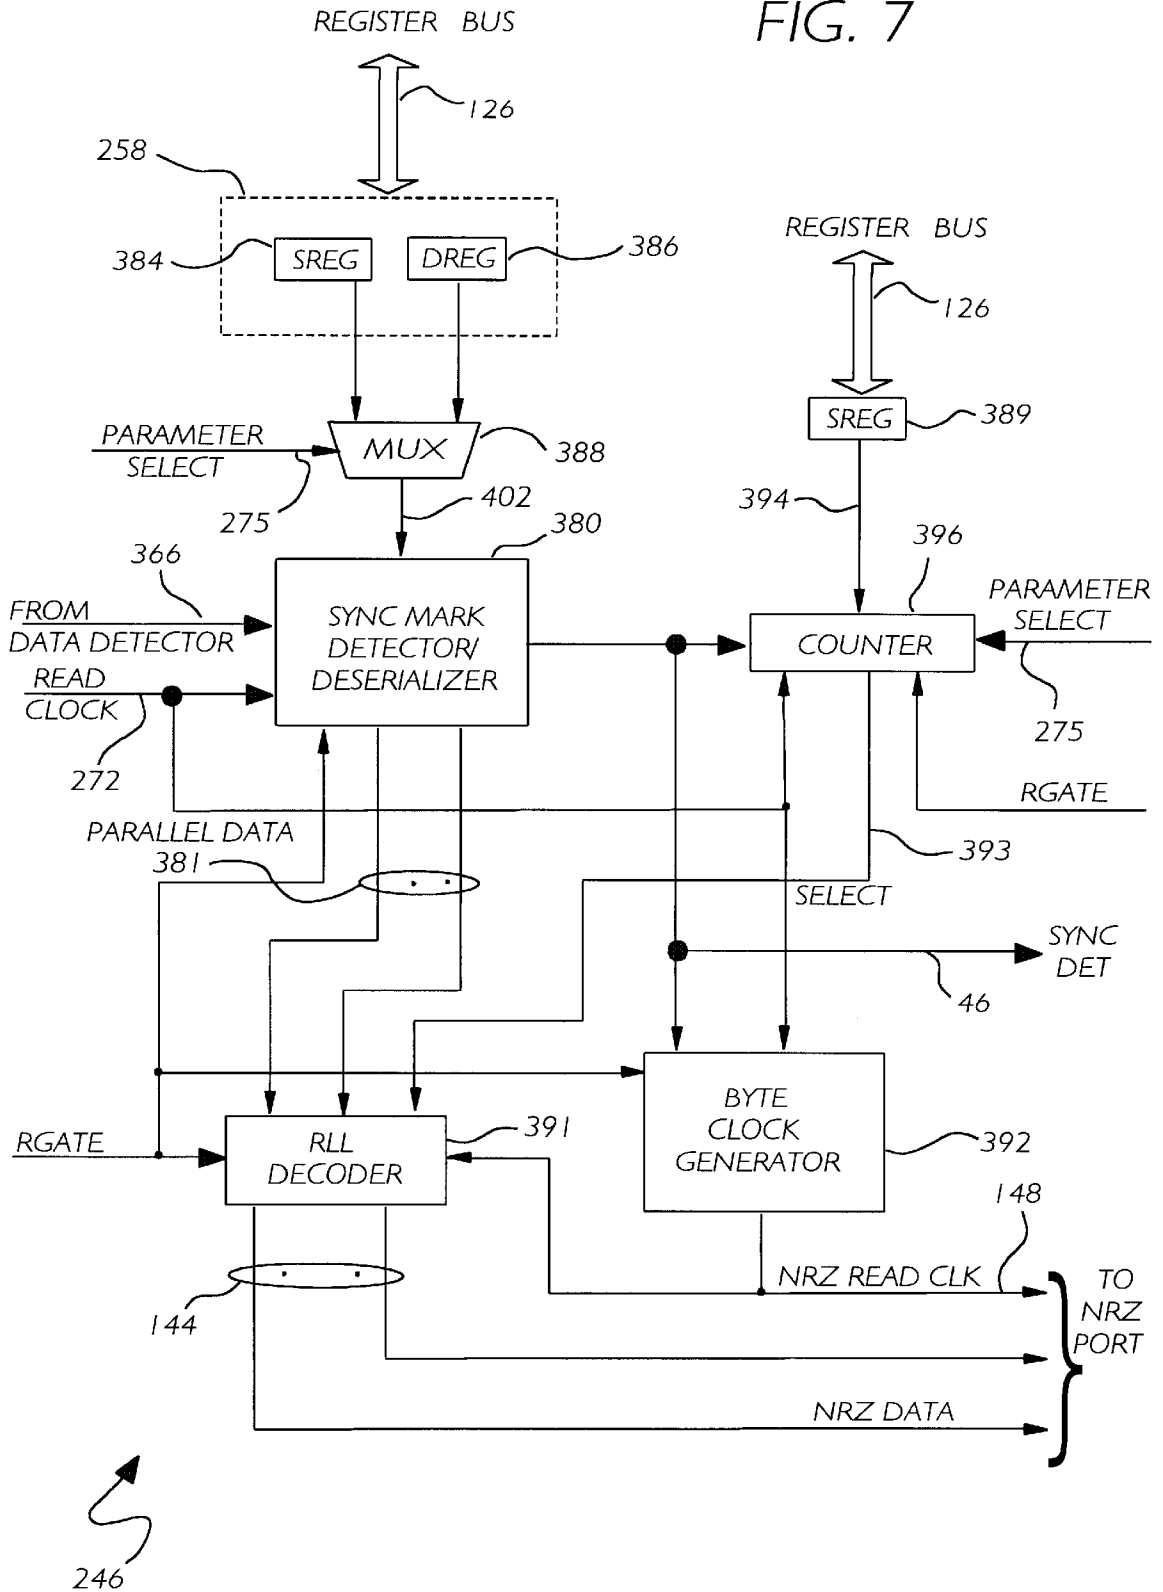 REGISTER BUS
FIG. 7
126
258
384
SREG
DREG
386
REGISTER BUS
126
PARAMETER
SELECT
275
MUX
388
402
SREG
389
394
380
366
FROM
DATA DETECTOR
READ
CLOCK
272
SYNC MARK
DETECTOR/
DESERIALIZER
396
COUNTER
PARAMETER
SELECT
275
RGATE
PARALLEL DATA
381
393
SELECT
SYNC
DET
46
RGATE
RLL
DECODER
391
BYTE
CLOCK
GENERATOR
392
148
144
NRZ READ CLK
TO
NRZ
PORT
NRZ DATA
246